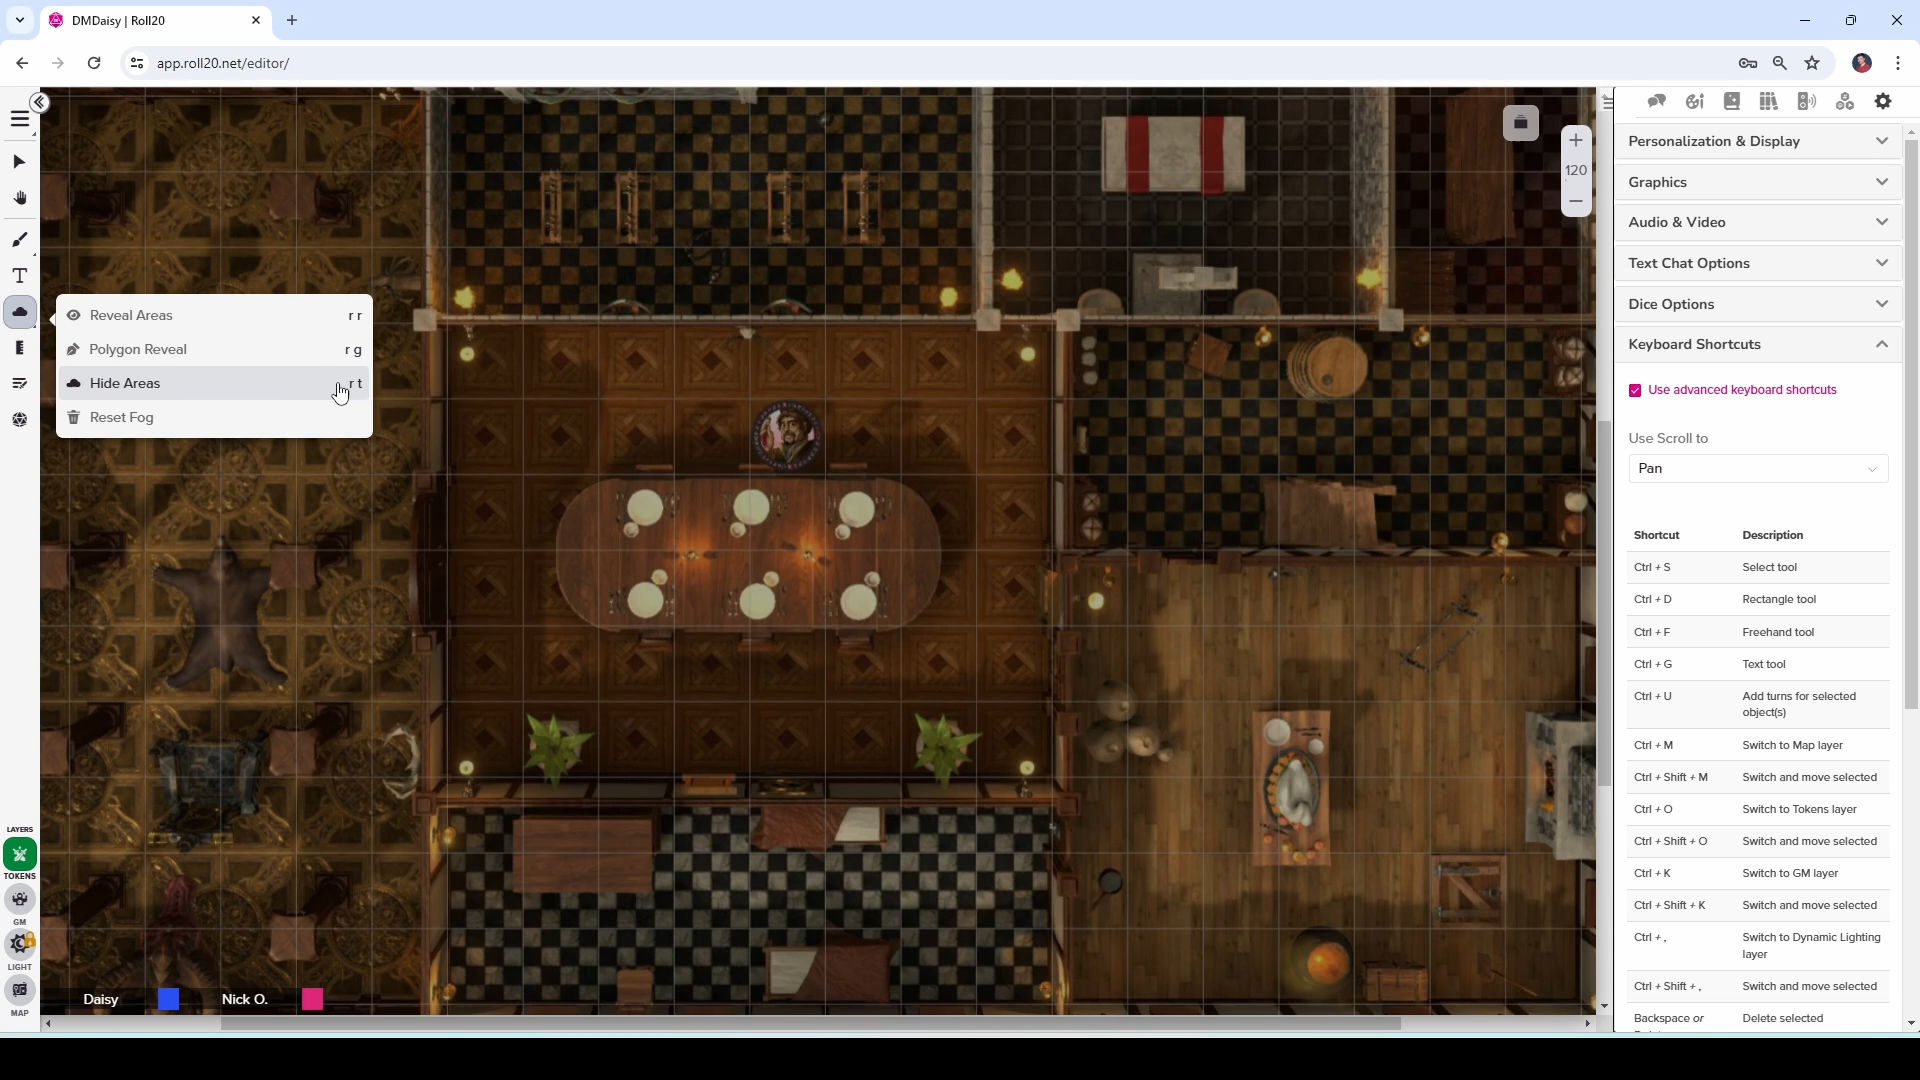 DMDaisy | Roll20
app.roll20.net/editor/
Reveal Areas r r
Polygon Reveal r g
Hide Areas r t
Reset Fog
120
LAYERS
TOKENS
GM
LIGHT
MAP
Daisy
Nick O.
Personalization & Display
Graphics
Audio & Video
Text Chat Options
Dice Options
Keyboard Shortcuts
Use advanced keyboard shortcuts
Use Scroll to
Pan
Shortcut Description
Ctrl + S Select tool
Ctrl + D Rectangle tool
Ctrl + F Freehand tool
Ctrl + G Text tool
Ctrl + U Add turns for selected
object(s)
Ctrl + M Switch to Map layer
Ctrl + Shift + M Switch and move selected
Ctrl + O Switch to Tokens layer
Ctrl + Shift + O Switch and move selected
Ctrl + K Switch to GM layer
Ctrl + Shift + K Switch and move selected
Ctrl + , Switch to Dynamic Lighting
layer
Ctrl + Shift + , Switch and move selected
Backspace or Delete selected